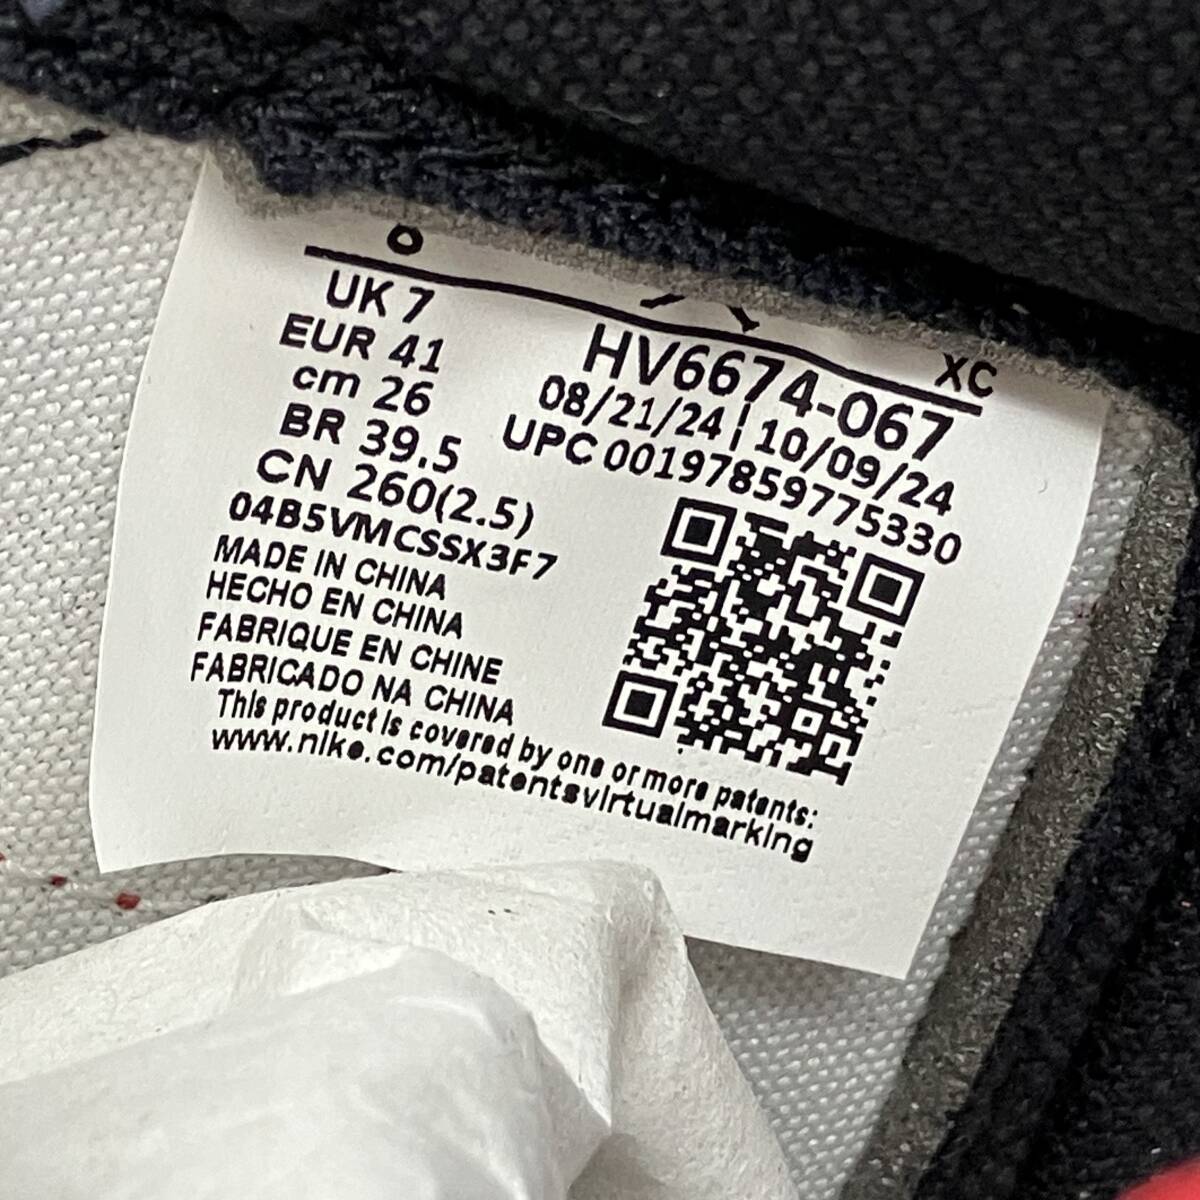 XC
UK 7
EUR 41
cm 26
BR 39.5
CN 260(2.5)
04B5VMCSSX3F7
MADE IN CHINA
HECHO EN CHINA
FABRIQUE EN CHINE
FABRICADO NA CHINA
HV6674-067
08/21/24 | 10/09/24
UPC 00197859775330
This product is covered by one or more patents:
www.nike.com/patentsvirtualmarking